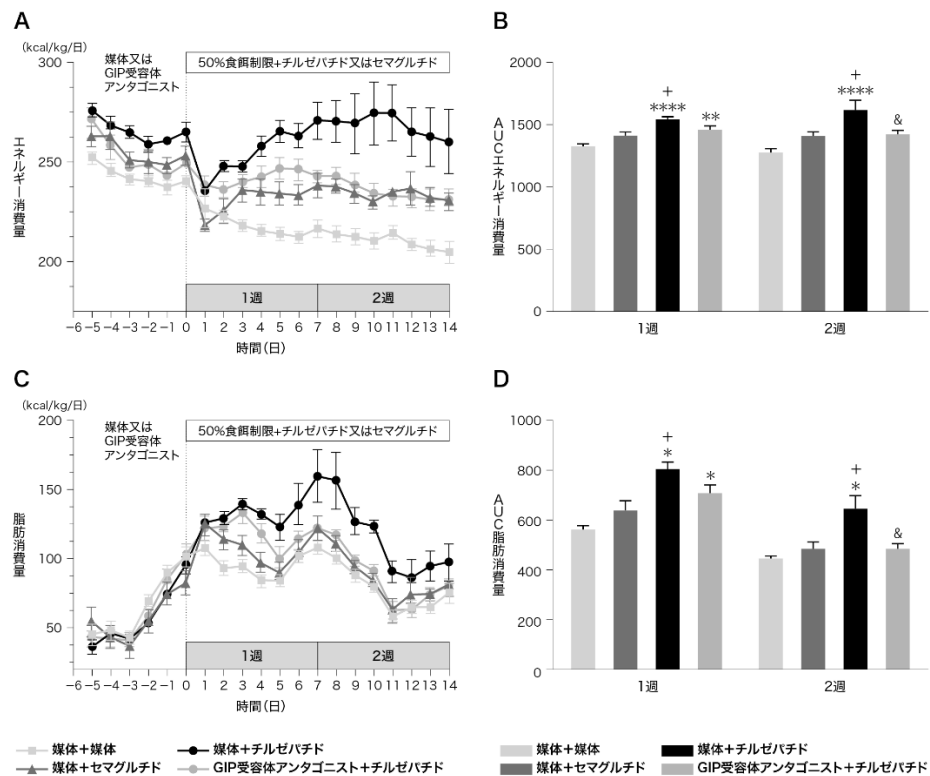 A
(kcal/kg/日)
媒体又は
GIP受容体
アンタゴニスト
50%食餌制限+チルゼパチド又はセマグルチド
300
250
200
エネルギー消費量
1週
2週
−6 −5 −4 −3 −2 −1 0 1 2 3 4 5 6 7 8 9 10 11 12 13 14
時間(日)
B
AUCエネルギー消費量
2000
1500
1000
500
0
+
****
**
+
****
&
1週
2週
C
(kcal/kg/日)
媒体又は
GIP受容体
アンタゴニスト
50%食餌制限+チルゼパチド又はセマグルチド
200
150
100
50
脂肪消費量
1週
2週
−6 −5 −4 −3 −2 −1 0 1 2 3 4 5 6 7 8 9 10 11 12 13 14
時間(日)
D
AUC脂肪消費量
1000
800
600
400
200
0
+
*
*
+
*
&
1週
2週
媒体+媒体
媒体+チルゼパチド
媒体+セマグルチド
GIP受容体アンタゴニスト+チルゼパチド
媒体+媒体
媒体+チルゼパチド
媒体+セマグルチド
GIP受容体アンタゴニスト+チルゼパチド